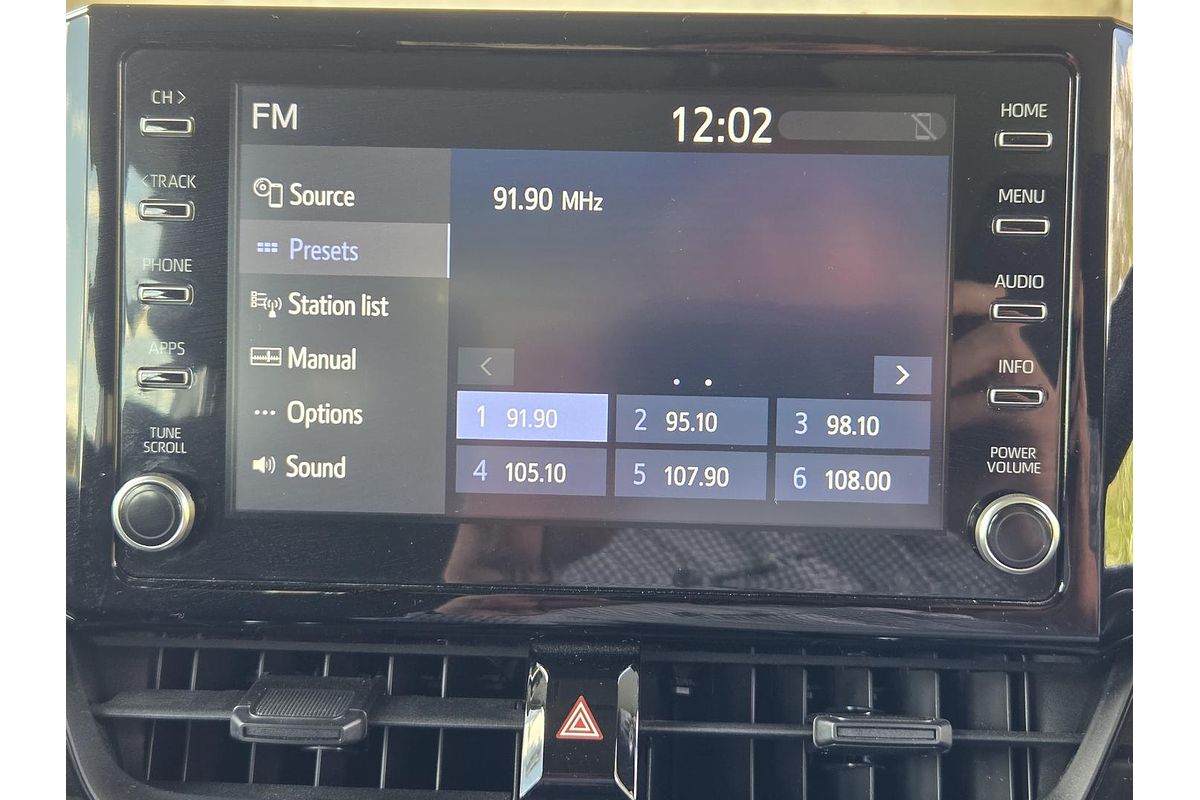 CH >
<TRACK
PHONE
APPS
TUNE
SCROLL
FM
12:02
Source
Presets
Station list
Manual
Options
Sound
91.90 MHz
<
>
1 91.90
2 95.10
3 98.10
4 105.10
5 107.90
6 108.00
HOME
MENU
AUDIO
INFO
POWER
VOLUME